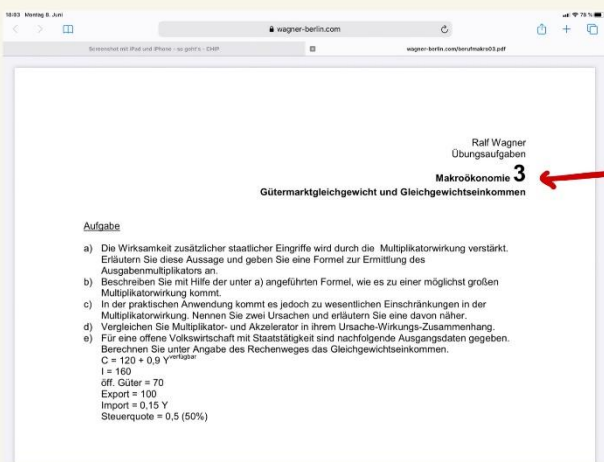 18:03 Montag 8. Juni
78 %
wagner-berlin.com
Screenshot mit iPad und iPhone - so geht's - CHIP
wagner-berlin.com/berufmakro03.pdf
Ralf Wagner
Übungsaufgaben
Makroökonomie 3
Gütermarktgleichgewicht und Gleichgewichtseinkommen
Aufgabe
a) Die Wirksamkeit zusätzlicher staatlicher Eingriffe wird durch die Multiplikatorwirkung verstärkt.
Erläutern Sie diese Aussage und geben Sie eine Formel zur Ermittlung des
Ausgabenmultiplikators an.
b) Beschreiben Sie mit Hilfe der unter a) angeführten Formel, wie es zu einer möglichst großen
Multiplikatorwirkung kommt.
c) In der praktischen Anwendung kommt es jedoch zu wesentlichen Einschränkungen in der
Multiplikatorwirkung. Nennen Sie zwei Ursachen und erläutern Sie eine davon näher.
d) Vergleichen Sie Multiplikator- und Akzelerator in ihrem Ursache-Wirkungs-Zusammenhang.
e) Für eine offene Volkswirtschaft mit Staatstätigkeit sind nachfolgende Ausgangsdaten gegeben.
Berechnen Sie unter Angabe des Rechenweges das Gleichgewichtseinkommen.
C = 120 + 0,9 Y^verfügbar
I = 160
öff. Güter = 70
Export = 100
Import = 0,15 Y
Steuerquote = 0,5 (50%)